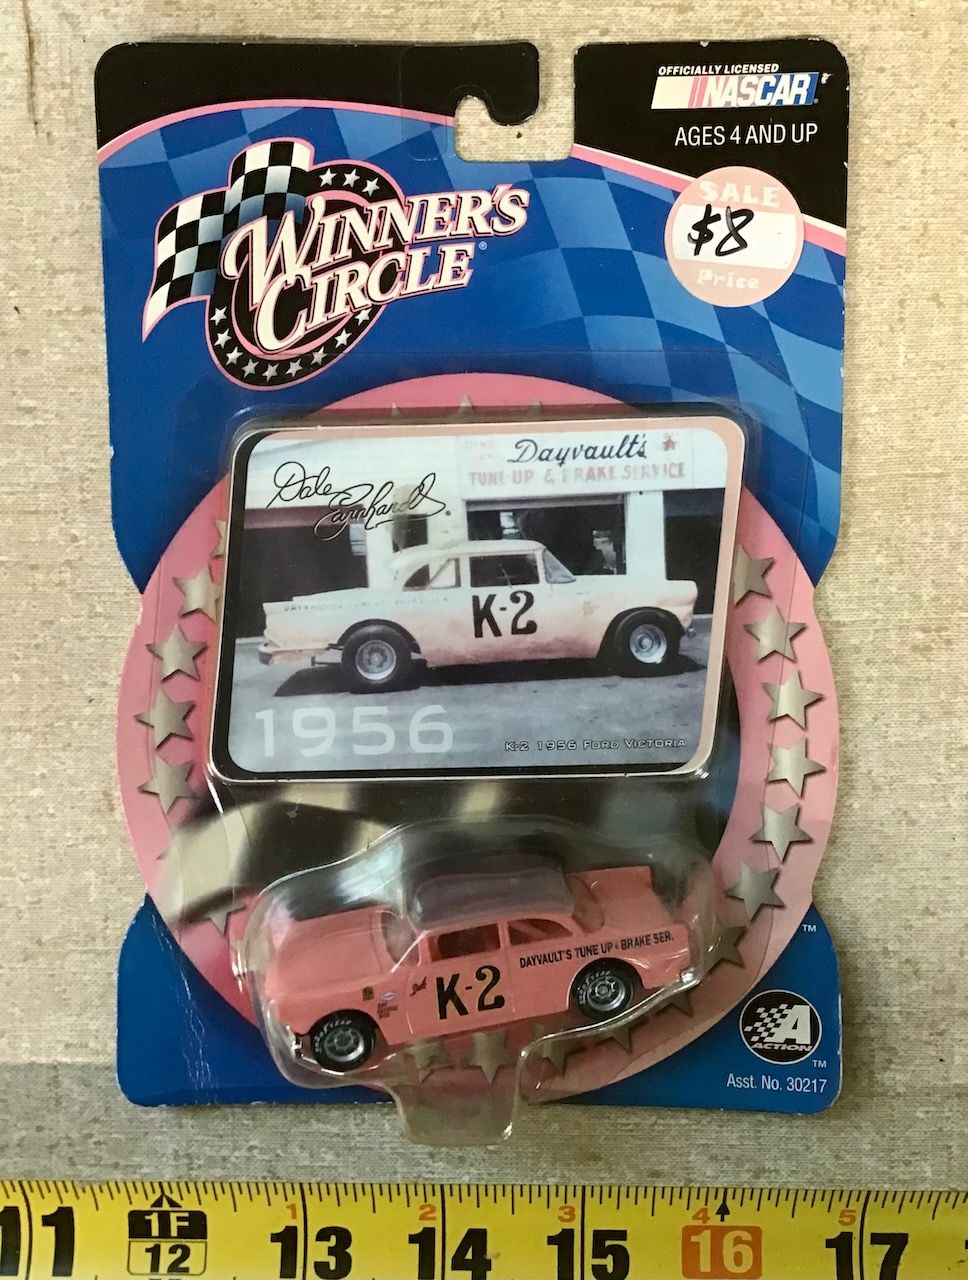 OFFICIALLY LICENSED
NASCAR
AGES 4 AND UP
SALE
$8
Price
WINNER'S
CIRCLE®
Dayvault's
TUNE-UP & BRAKE SERVICE
Dale
Earnhardt
K-2
1956
K-2 1956 FORD VICTORIA
DAYVAULT'S TUNE UP & BRAKE SER.
K-2
TM
A
ACTION
TM
Asst. No. 30217
1 2 3 4 5
11 1F 12 13 14 15 16 17